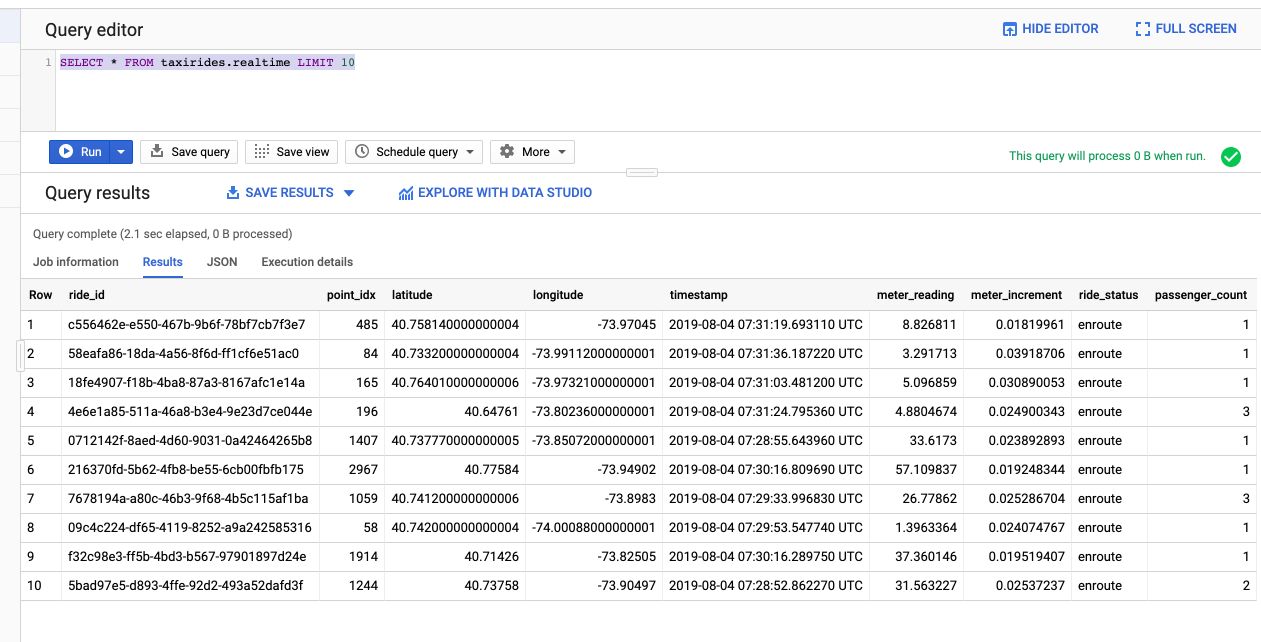 Query editor HIDE EDITOR FULL SCREEN
1 SELECT * FROM taxirides.realtime LIMIT 10
Run Save query Save view Schedule query More This query will process 0 B when run.
Query results SAVE RESULTS EXPLORE WITH DATA STUDIO
Query complete (2.1 sec elapsed, 0 B processed)
Job information Results JSON Execution details
Row ride_id point_idx latitude longitude timestamp meter_reading meter_increment ride_status passenger_count
1 c556462e-e550-467b-9b6f-78bf7cb7f3e7 485 40.758140000000004 -73.97045 2019-08-04 07:31:19.693110 UTC 8.826811 0.01819961 enroute 1
2 58eafa86-18da-4a56-8f6d-ff1cf6e51ac0 84 40.733200000000004 -73.99112000000001 2019-08-04 07:31:36.187220 UTC 3.291713 0.03918706 enroute 1
3 18fe4907-f18b-4ba8-87a3-8167afc1e14a 165 40.764010000000006 -73.97321000000001 2019-08-04 07:31:03.481200 UTC 5.096859 0.030890053 enroute 1
4 4e6e1a85-511a-46a8-b3e4-9e23d7ce044e 196 40.64761 -73.80236000000001 2019-08-04 07:31:24.795360 UTC 4.8804674 0.024900343 enroute 3
5 0712142f-8aed-4d60-9031-0a42464265b8 1407 40.737770000000005 -73.85072000000001 2019-08-04 07:28:55.643960 UTC 33.6173 0.023892893 enroute 1
6 216370fd-5b62-4fb8-be55-6cb00fbfb175 2967 40.77584 -73.94902 2019-08-04 07:30:16.809690 UTC 57.109837 0.019248344 enroute 1
7 7678194a-a80c-46b3-9f68-4b5c115af1ba 1059 40.741200000000006 -73.8983 2019-08-04 07:29:33.996830 UTC 26.77862 0.025286704 enroute 3
8 09c4c224-df65-4119-8252-a9a242585316 58 40.742000000000004 -74.00088000000001 2019-08-04 07:29:53.547740 UTC 1.3963364 0.024074767 enroute 1
9 f32c98e3-ff5b-4bd3-b567-97901897d24e 1914 40.71426 -73.82505 2019-08-04 07:30:16.289750 UTC 37.360146 0.019519407 enroute 1
10 5bad97e5-d893-4ffe-92d2-493a52dafd3f 1244 40.73758 -73.90497 2019-08-04 07:28:52.862270 UTC 31.563227 0.02537237 enroute 2